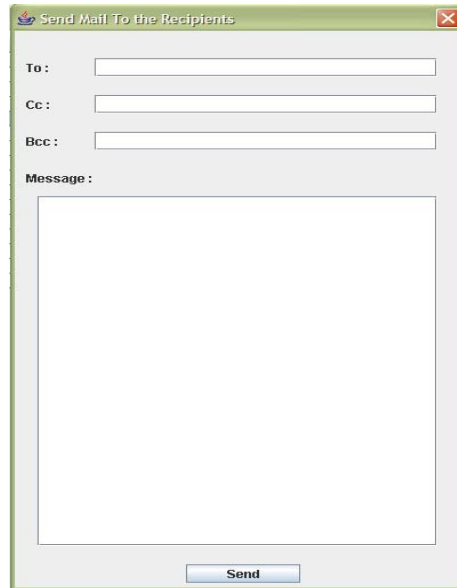 Send Mail To the Recipients
To :
Cc :
Bcc :
Message :
Send